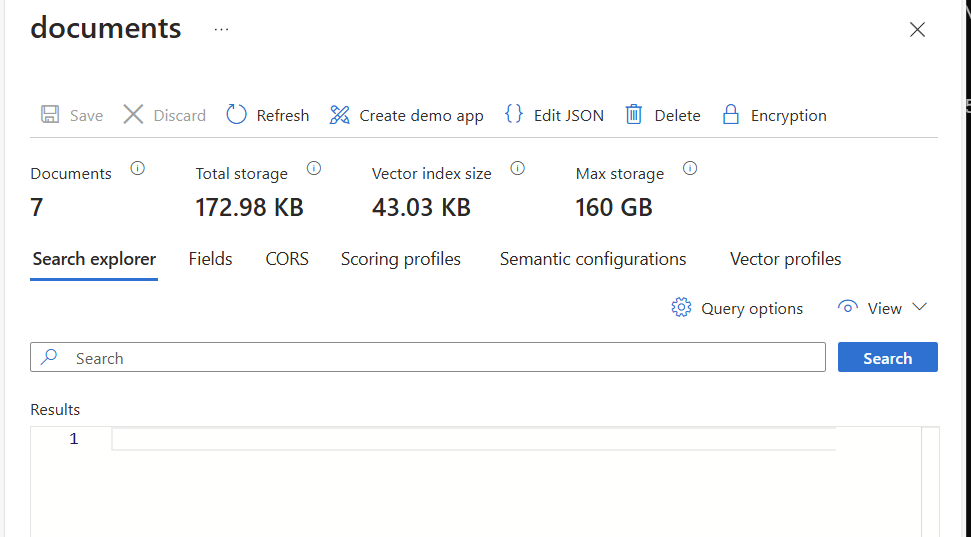 documents ...
Save Discard Refresh Create demo app {} Edit JSON Delete Encryption
Documents Total storage Vector index size Max storage
7 172.98 KB 43.03 KB 160 GB
Search explorer Fields CORS Scoring profiles Semantic configurations Vector profiles
Query options View
Search Search
Results
1